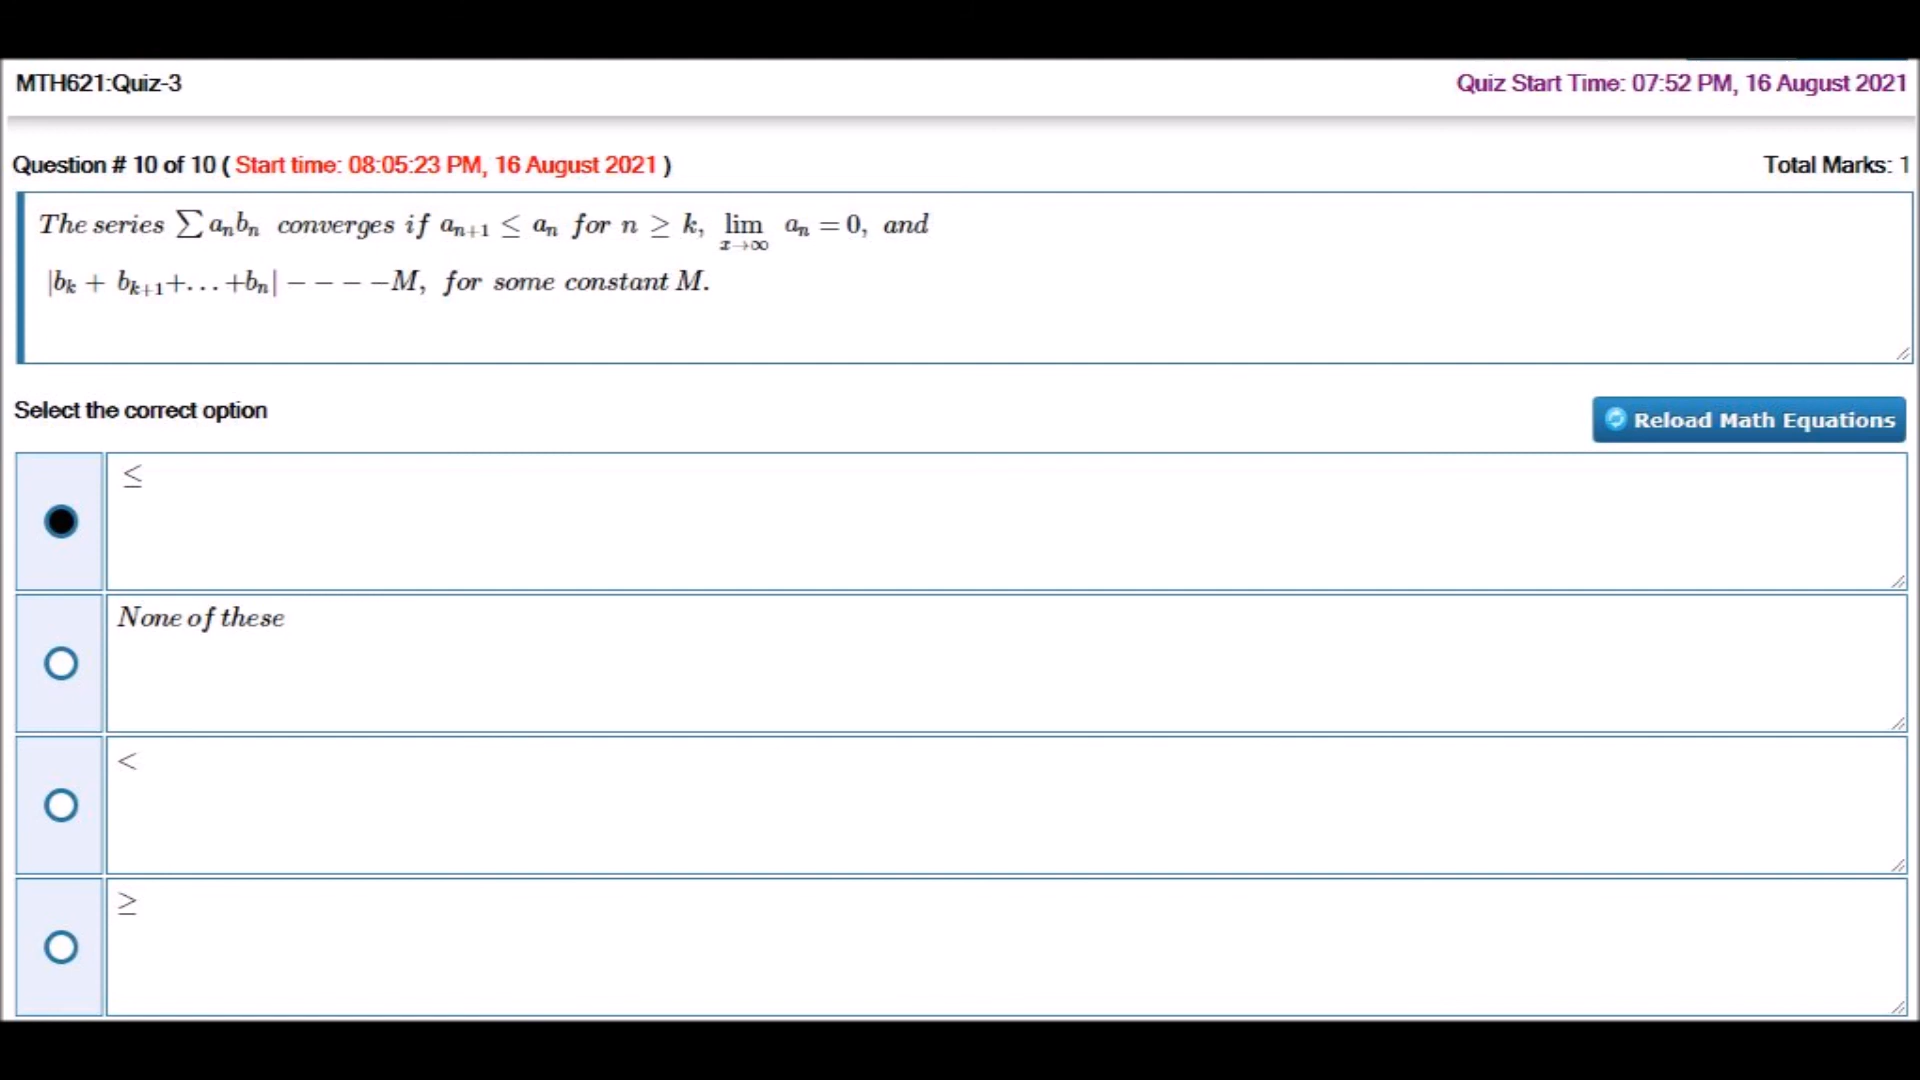 MTH621:Quiz-3
Quiz Start Time: 07:52 PM, 16 August 2021
Question # 10 of 10 ( Start time: 08:05:23 PM, 16 August 2021 )
Total Marks: 1
The series ∑ aₙbₙ converges if aₙ₊₁ ≤ aₙ for n ≥ k, lim x→∞ aₙ = 0, and
|bₖ + bₖ₊₁+...+bₙ| − − − −M, for some constant M.
Select the correct option
Reload Math Equations
≤
None of these
<
≥